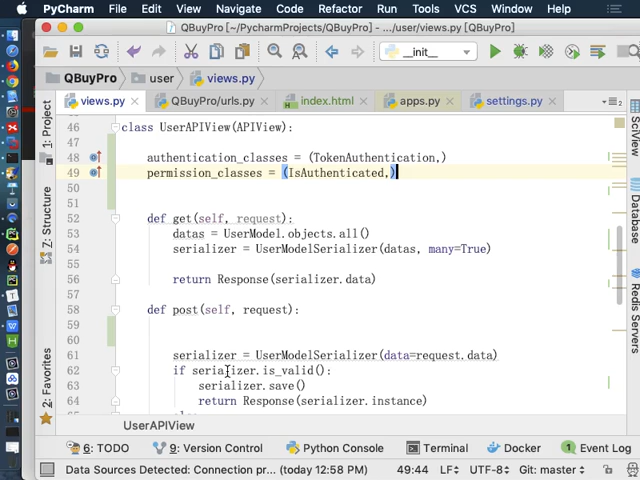 PyCharm File Edit View Navigate Code Refactor Run Tools VCS Window Help
QBuyPro [~/PycharmProjects/QBuyPro] - .../user/views.py
__init__
QBuyPro user views.py
views.py QBuyPro/urls.py index.html apps.py settings.py
1: Project
7: Structure
2: Favorites
SciView
Database
Redis Servers
46 class UserAPIView(APIView):
47
48 authentication_classes = (TokenAuthentication,)
49 permission_classes = (IsAuthenticated,)
50
51
52 def get(self, request):
53 datas = UserModel.objects.all()
54 serializer = UserModelSerializer(datas, many=True)
55
56 return Response(serializer.data)
57
58 def post(self, request):
59
60
61 serializer = UserModelSerializer(data=request.data)
62 if serializer.is_valid():
63 serializer.save()
64 return Response(serializer.instance)
65 else
UserAPIView
6: TODO 9: Version Control Python Console Terminal Docker 1 Event Log
Data Sources Detected: Connection pr... (today 12:58 PM) 49:44 LF UTF-8 Git: master